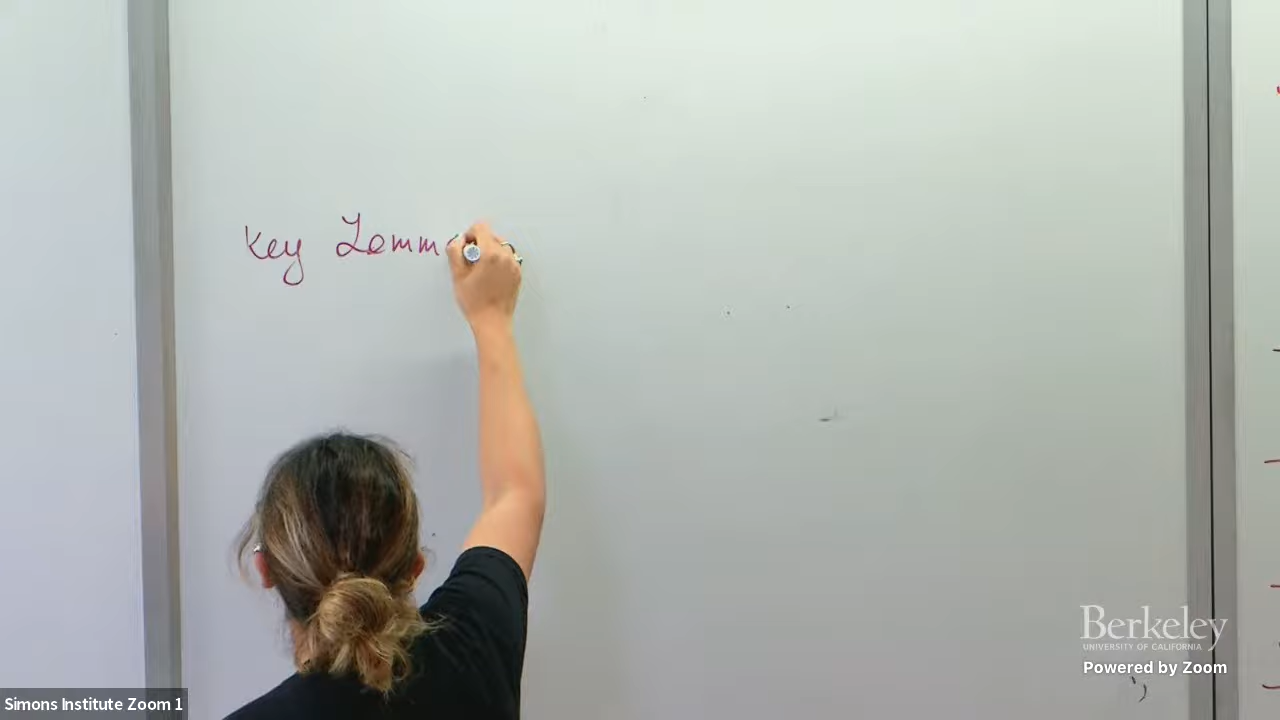 Key Lemm
Berkeley
UNIVERSITY OF CALIFORNIA
Powered by Zoom
Simons Institute Zoom 1